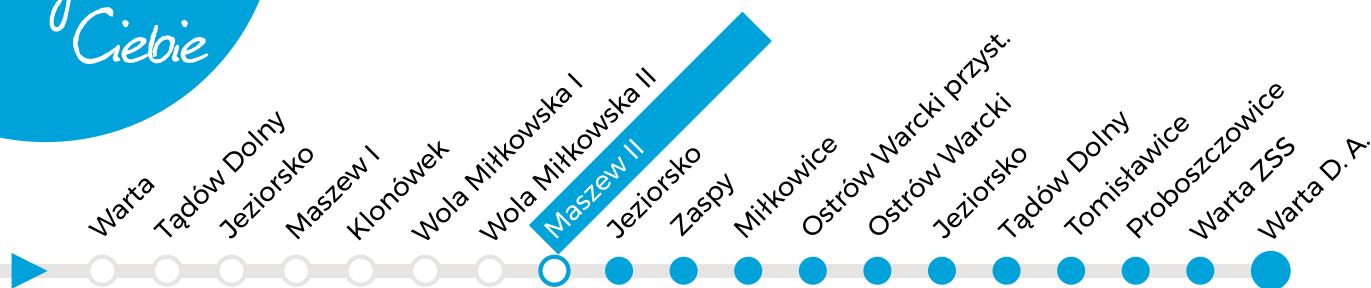 Ciebie
Warta
Tądów Dolny
Jeziorsko
Maszew I
Klonówek
Wola Miłkowska I
Wola Miłkowska II
Maszew II
Jeziorsko
Zaspy
Miłkowice
Ostrów Warcki przyst.
Ostrów Warcki
Jeziorsko
Tądów Dolny
Tomisławice
Proboszczowice
Warta ZSS
Warta D. A.